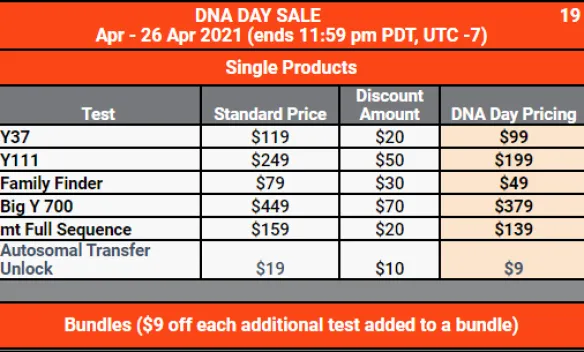 DNA DAY SALE 19
Apr - 26 Apr 2021 (ends 11:59 pm PDT, UTC -7)
Single Products
Test Standard Price Discount Amount DNA Day Pricing
Y37 $119 $20 $99
Y111 $249 $50 $199
Family Finder $79 $30 $49
Big Y 700 $449 $70 $379
mt Full Sequence $159 $20 $139
Autosomal Transfer
Unlock $19 $10 $9
Bundles ($9 off each additional test added to a bundle)